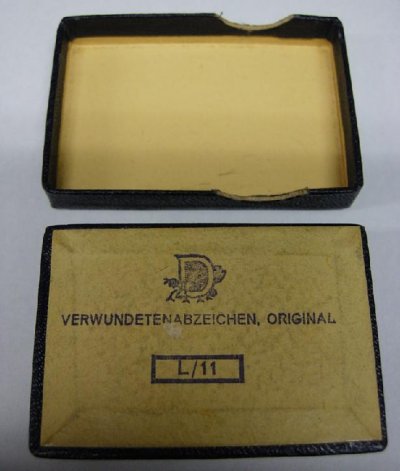 D
VERWUNDETENABZEICHEN, ORIGINAL
L/11